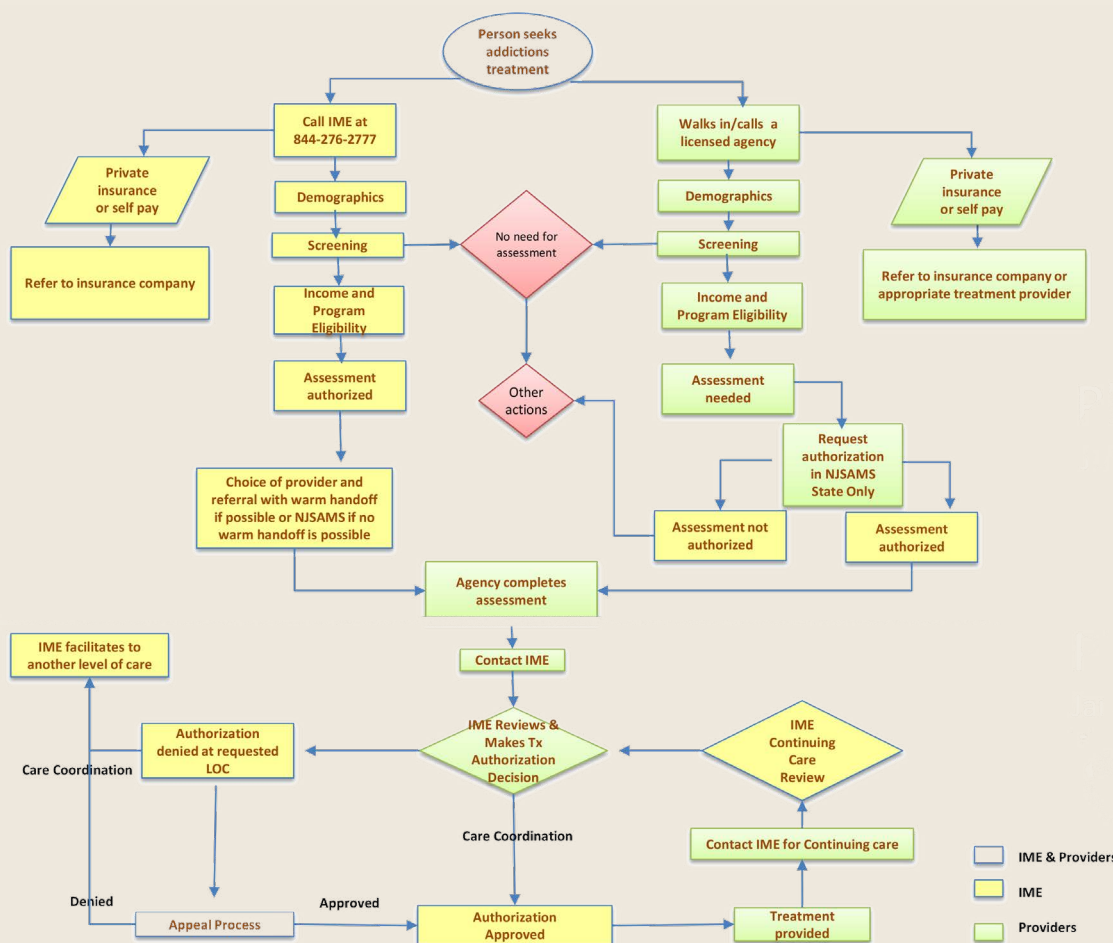 Person seeks
addictions
treatment
Call IME at
844-276-2777
Walks in/calls a
licensed agency
Private
insurance
or self pay
Demographics
Demographics
Private
insurance
or self pay
No need for
assessment
Screening
Screening
Refer to insurance company
Income and
Program
Eligibility
Income and
Program Eligibility
Refer to insurance company or
appropriate treatment provider
Assessment
authorized
Other
actions
Assessment
needed
Request
authorization
in NJSAMS
State Only
Choice of provider and
referral with warm handoff
if possible or NJSAMS if no
warm handoff is possible
Assessment not
authorized
Assessment
authorized
Agency completes
assessment
IME facilitates to
another level of care
Contact IME
Authorization
denied at requested
LOC
IME Reviews &
Makes Tx
Authorization
Decision
IME
Continuing
Care
Review
Care Coordination
Care Coordination
Contact IME for Continuing care
IME & Providers
IME
Providers
Denied
Appeal Process
Approved
Authorization
Approved
Treatment
provided